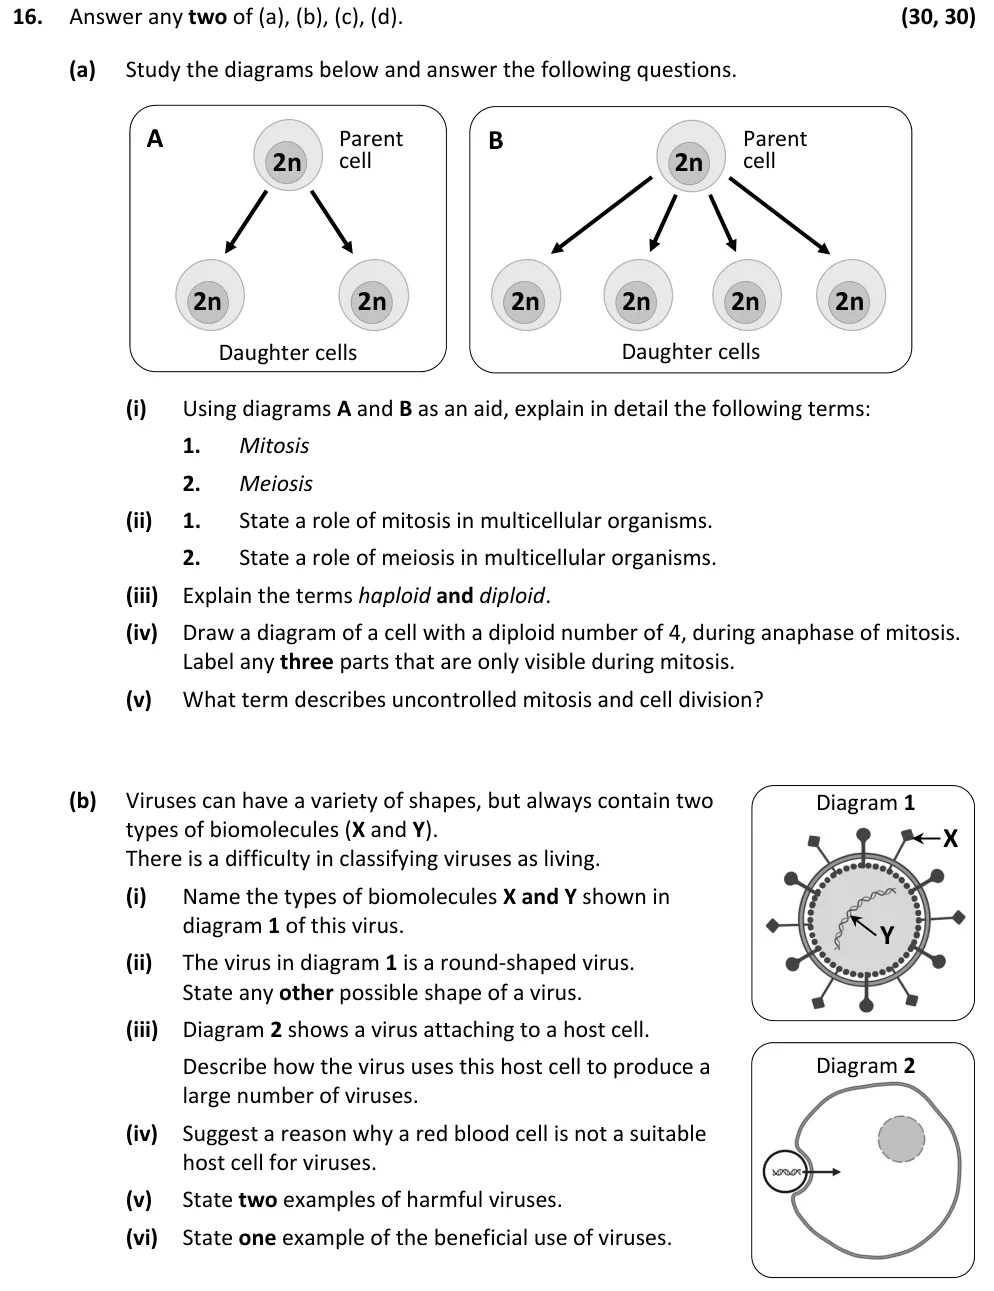 16. Answer any two of (a), (b), (c), (d). (30, 30)
(a) Study the diagrams below and answer the following questions.
A
Parent
cell
2n
2n
2n
Daughter cells
B
Parent
cell
2n
2n
2n
2n
2n
Daughter cells
(i) Using diagrams A and B as an aid, explain in detail the following terms:
1. Mitosis
2. Meiosis
(ii) 1. State a role of mitosis in multicellular organisms.
2. State a role of meiosis in multicellular organisms.
(iii) Explain the terms haploid and diploid.
(iv) Draw a diagram of a cell with a diploid number of 4, during anaphase of mitosis.
Label any three parts that are only visible during mitosis.
(v) What term describes uncontrolled mitosis and cell division?
(b) Viruses can have a variety of shapes, but always contain two
types of biomolecules (X and Y).
There is a difficulty in classifying viruses as living.
(i) Name the types of biomolecules X and Y shown in
diagram 1 of this virus.
(ii) The virus in diagram 1 is a round-shaped virus.
State any other possible shape of a virus.
(iii) Diagram 2 shows a virus attaching to a host cell.
Describe how the virus uses this host cell to produce a
large number of viruses.
(iv) Suggest a reason why a red blood cell is not a suitable
host cell for viruses.
(v) State two examples of harmful viruses.
(vi) State one example of the beneficial use of viruses.
Diagram 1
X
Y
Diagram 2